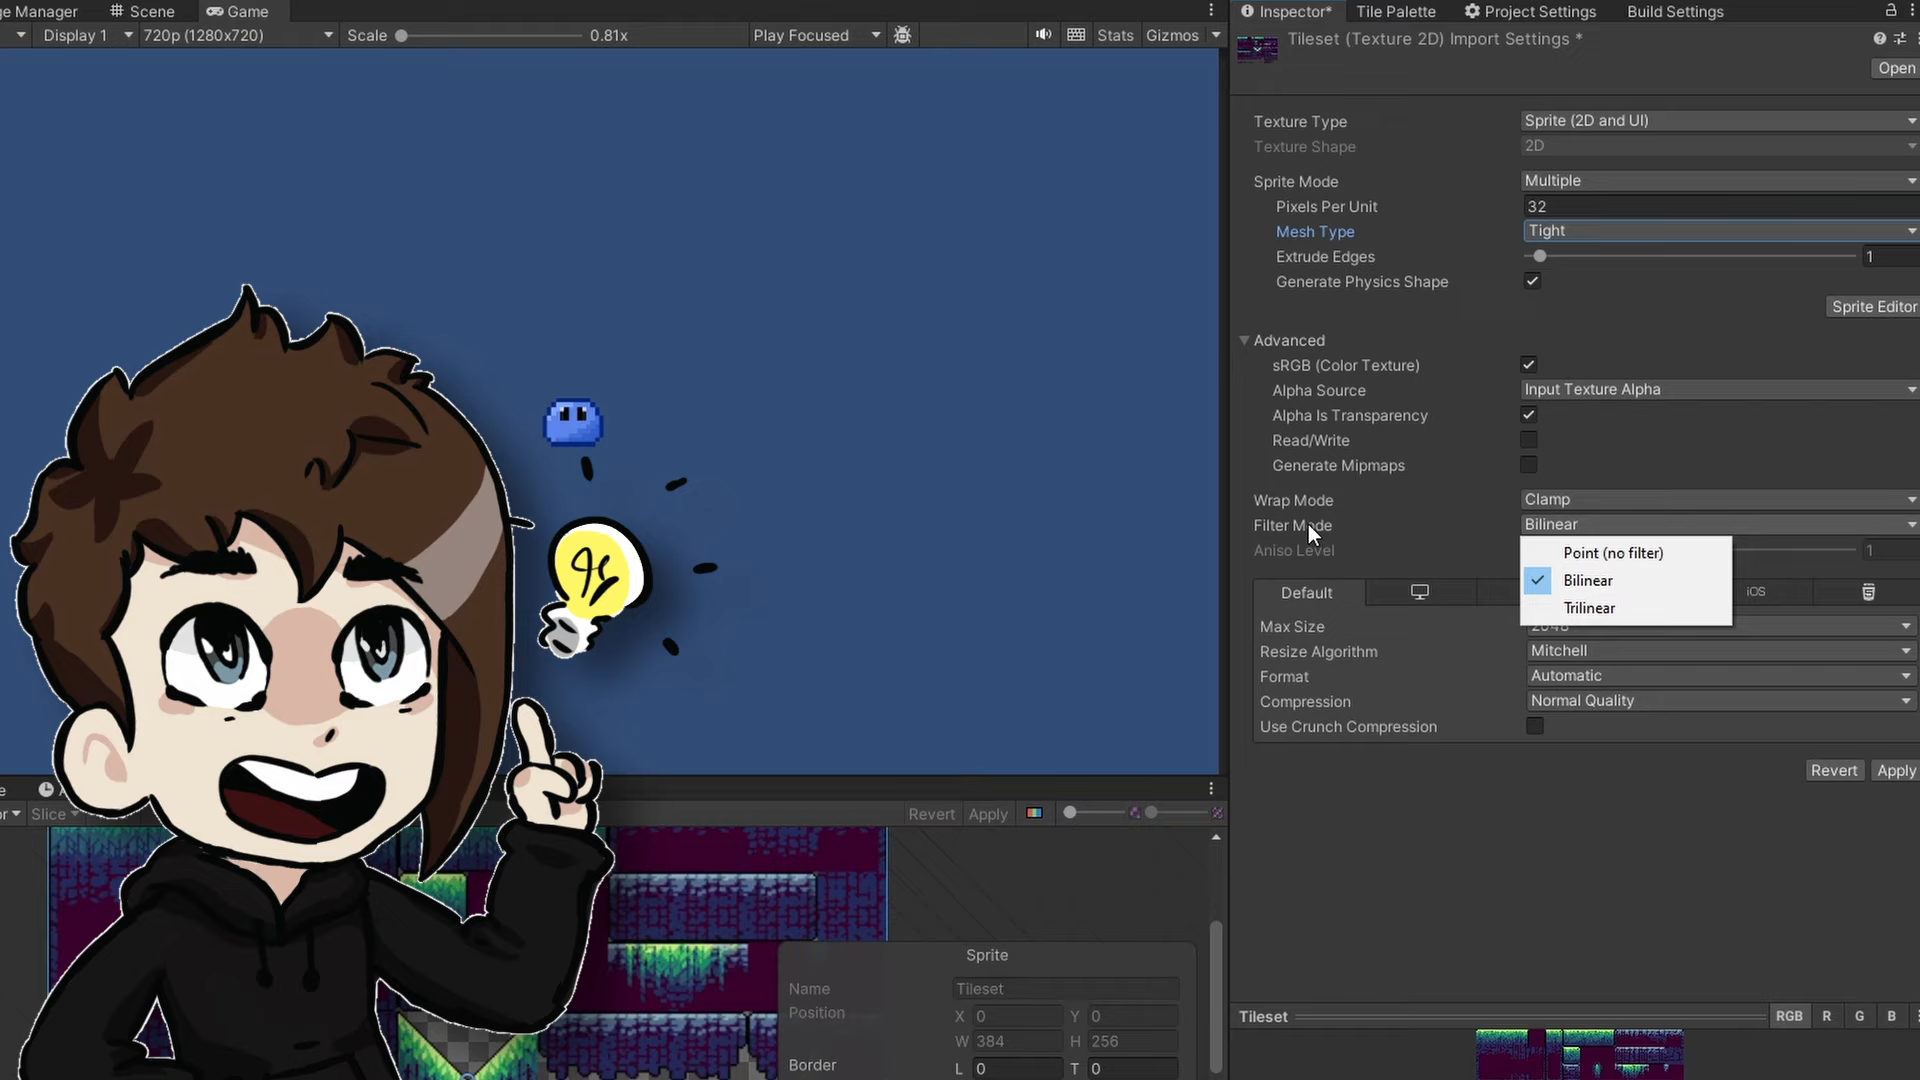 ge Manager Scene Game
Display 1 720p (1280x720) Scale 0.81x Play Focused Stats Gizmos
Inspector* Tile Palette Project Settings Build Settings
Tileset (Texture 2D) Import Settings *
Open
Texture Type Sprite (2D and UI)
Texture Shape 2D
Sprite Mode Multiple
Pixels Per Unit 32
Mesh Type Tight
Extrude Edges 1
Generate Physics Shape
Sprite Editor
Advanced
sRGB (Color Texture)
Alpha Source Input Texture Alpha
Alpha Is Transparency
Read/Write
Generate Mipmaps
Wrap Mode Clamp
Filter Mode Bilinear
Aniso Level 1
Point (no filter)
Bilinear
Trilinear
Default iOS
Max Size 2048
Resize Algorithm Mitchell
Format Automatic
Compression Normal Quality
Use Crunch Compression
Revert Apply
Slice Revert Apply
Sprite
Name Tileset
Position X 0 Y 0
W 384 H 256
Border L 0 T 0
Tileset RGB R G B